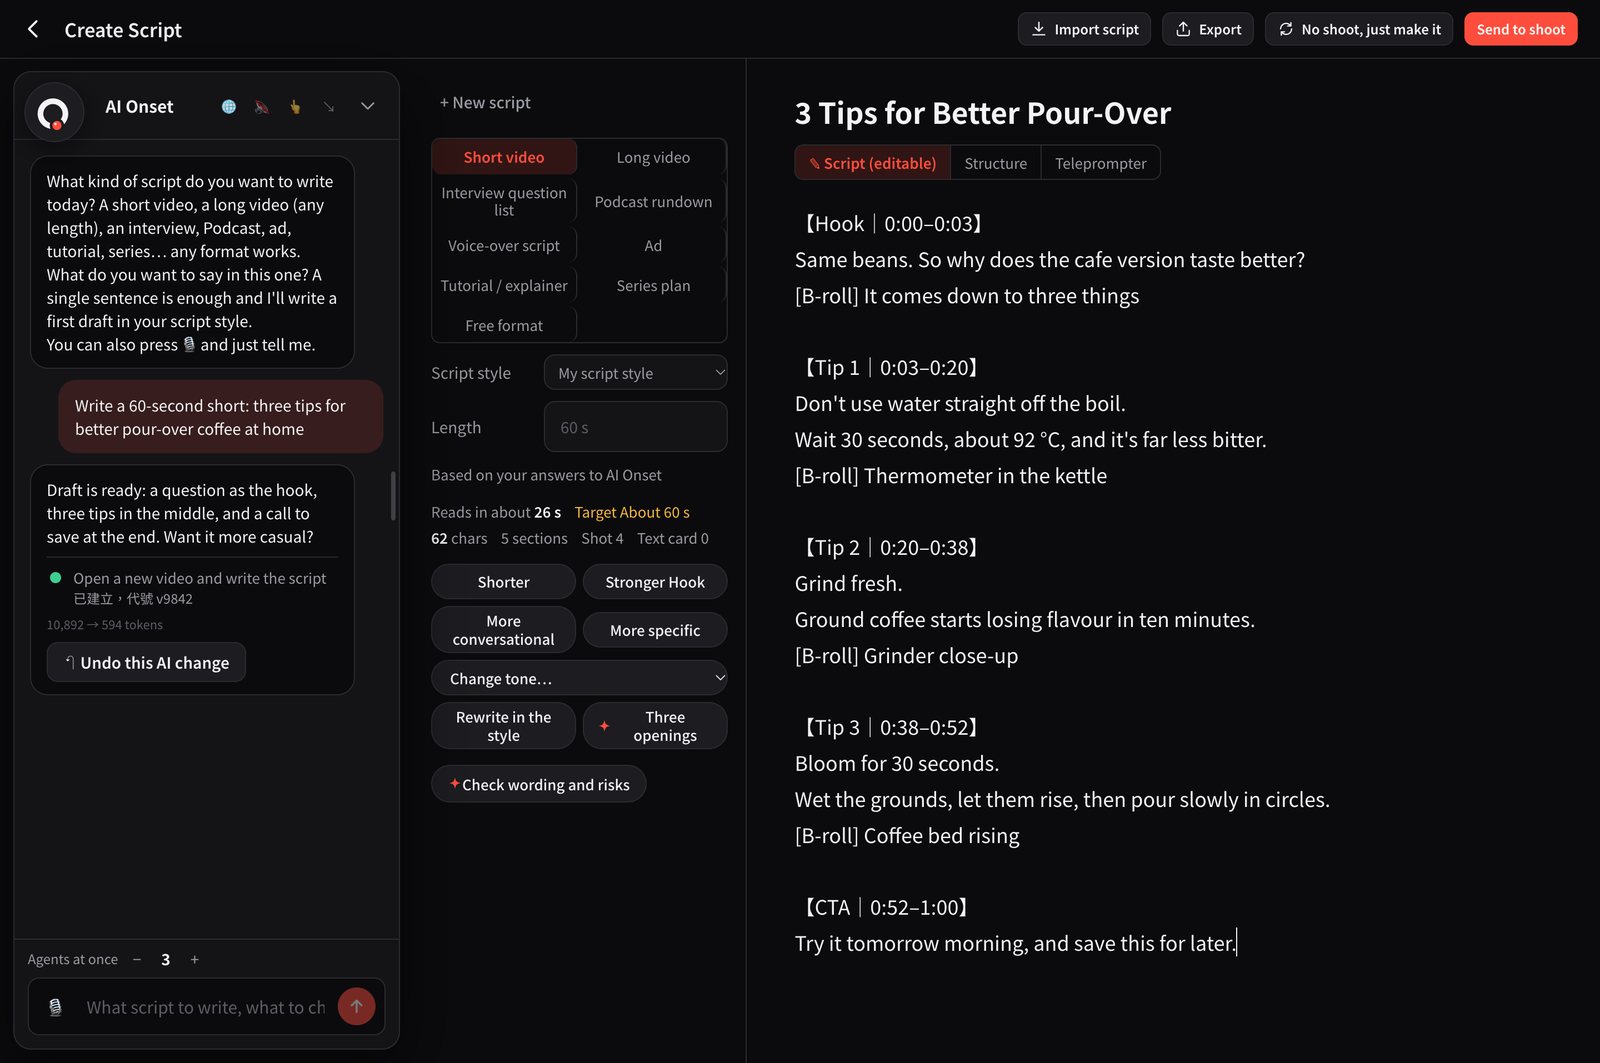 Create Script
Import script
Export
No shoot, just make it
Send to shoot
AI Onset
What kind of script do you want to write
today? A short video, a long video (any
length), an interview, Podcast, ad,
tutorial, series… any format works.
What do you want to say in this one? A
single sentence is enough and I'll write a
first draft in your script style.
You can also press 🎙 and just tell me.
Write a 60-second short: three tips for
better pour-over coffee at home
Draft is ready: a question as the hook,
three tips in the middle, and a call to
save at the end. Want it more casual?
Open a new video and write the script
已建立，代號 v9842
10,892 → 594 tokens
Undo this AI change
Agents at once − 3 +
What script to write, what to ch
+ New script
Short video
Long video
Interview question
list
Podcast rundown
Voice-over script
Ad
Tutorial / explainer
Series plan
Free format
Script style
My script style
Length
60 s
Based on your answers to AI Onset
Reads in about 26 s Target About 60 s
62 chars 5 sections Shot 4 Text card 0
Shorter
Stronger Hook
More
conversational
More specific
Change tone…
Rewrite in the
style
Three
openings
Check wording and risks
3 Tips for Better Pour-Over
Script (editable)
Structure
Teleprompter
【Hook｜0:00–0:03】
Same beans. So why does the cafe version taste better?
[B-roll] It comes down to three things
【Tip 1｜0:03–0:20】
Don't use water straight off the boil.
Wait 30 seconds, about 92 °C, and it's far less bitter.
[B-roll] Thermometer in the kettle
【Tip 2｜0:20–0:38】
Grind fresh.
Ground coffee starts losing flavour in ten minutes.
[B-roll] Grinder close-up
【Tip 3｜0:38–0:52】
Bloom for 30 seconds.
Wet the grounds, let them rise, then pour slowly in circles.
[B-roll] Coffee bed rising
【CTA｜0:52–1:00】
Try it tomorrow morning, and save this for later.